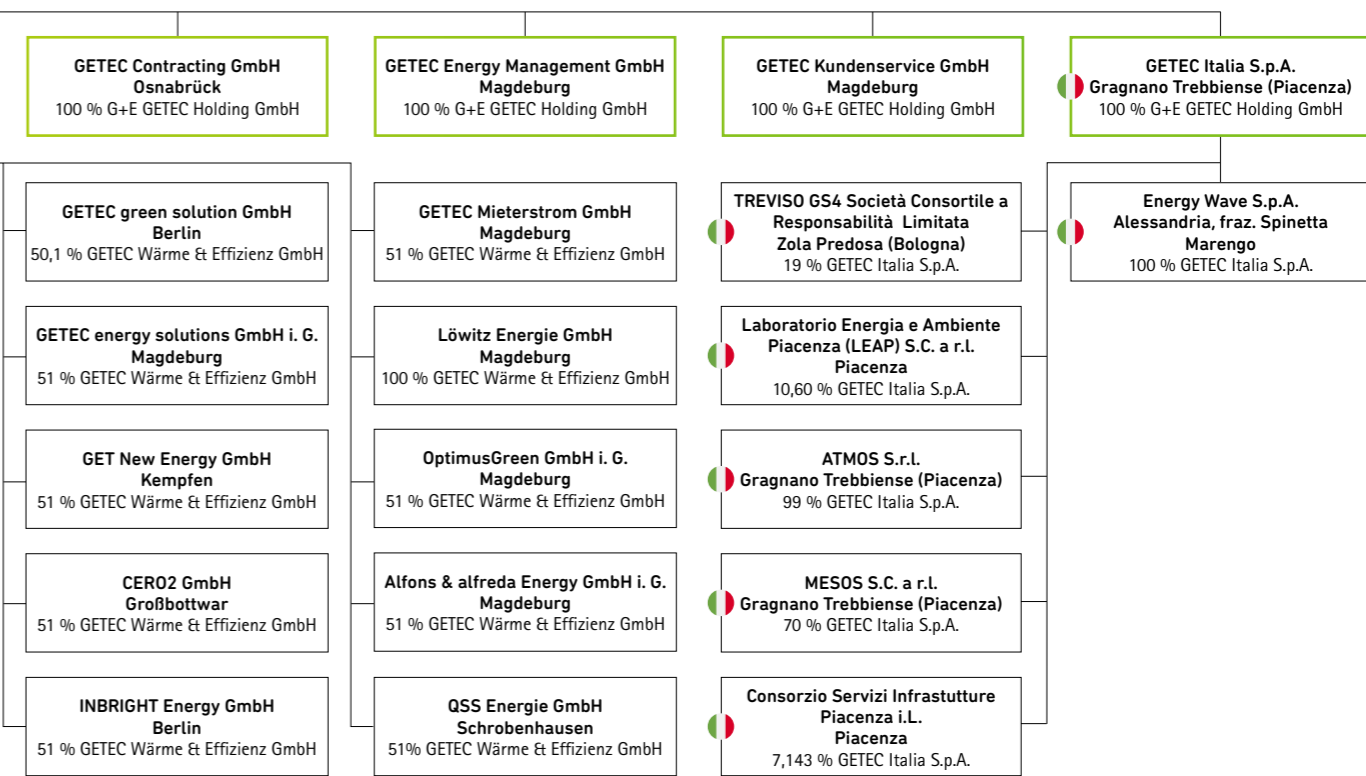 GETEC Contracting GmbH
Osnabrück
100 % G+E GETEC Holding GmbH
GETEC Energy Management GmbH
Magdeburg
100 % G+E GETEC Holding GmbH
GETEC Kundenservice GmbH
Magdeburg
100 % G+E GETEC Holding GmbH
GETEC Italia S.p.A.
Gragnano Trebbiense (Piacenza)
100 % G+E GETEC Holding GmbH
GETEC green solution GmbH
Berlin
50,1 % GETEC Wärme & Effizienz GmbH
GETEC Mieterstrom GmbH
Magdeburg
51 % GETEC Wärme & Effizienz GmbH
TREVISO GS4 Società Consortile a
Responsabilità Limitata
Zola Predosa (Bologna)
19 % GETEC Italia S.p.A.
Energy Wave S.p.A.
Alessandria, fraz. Spinetta
Marengo
100 % GETEC Italia S.p.A.
GETEC energy solutions GmbH i. G.
Magdeburg
51 % GETEC Wärme & Effizienz GmbH
Löwitz Energie GmbH
Magdeburg
100 % GETEC Wärme & Effizienz GmbH
Laboratorio Energia e Ambiente
Piacenza (LEAP) S.C. a r.l.
Piacenza
10,60 % GETEC Italia S.p.A.
GET New Energy GmbH
Kempfen
51 % GETEC Wärme & Effizienz GmbH
OptimusGreen GmbH i. G.
Magdeburg
51 % GETEC Wärme & Effizienz GmbH
ATMOS S.r.l.
Gragnano Trebbiense (Piacenza)
99 % GETEC Italia S.p.A.
CERO2 GmbH
Großbottwar
51 % GETEC Wärme & Effizienz GmbH
Alfons & alfreda Energy GmbH i. G.
Magdeburg
51 % GETEC Wärme & Effizienz GmbH
MESOS S.C. a r.l.
Gragnano Trebbiense (Piacenza)
70 % GETEC Italia S.p.A.
INBRIGHT Energy GmbH
Berlin
51 % GETEC Wärme & Effizienz GmbH
QSS Energie GmbH
Schrobenhausen
51% GETEC Wärme & Effizienz GmbH
Consorzio Servizi Infrastutture
Piacenza i.L.
Piacenza
7,143 % GETEC Italia S.p.A.